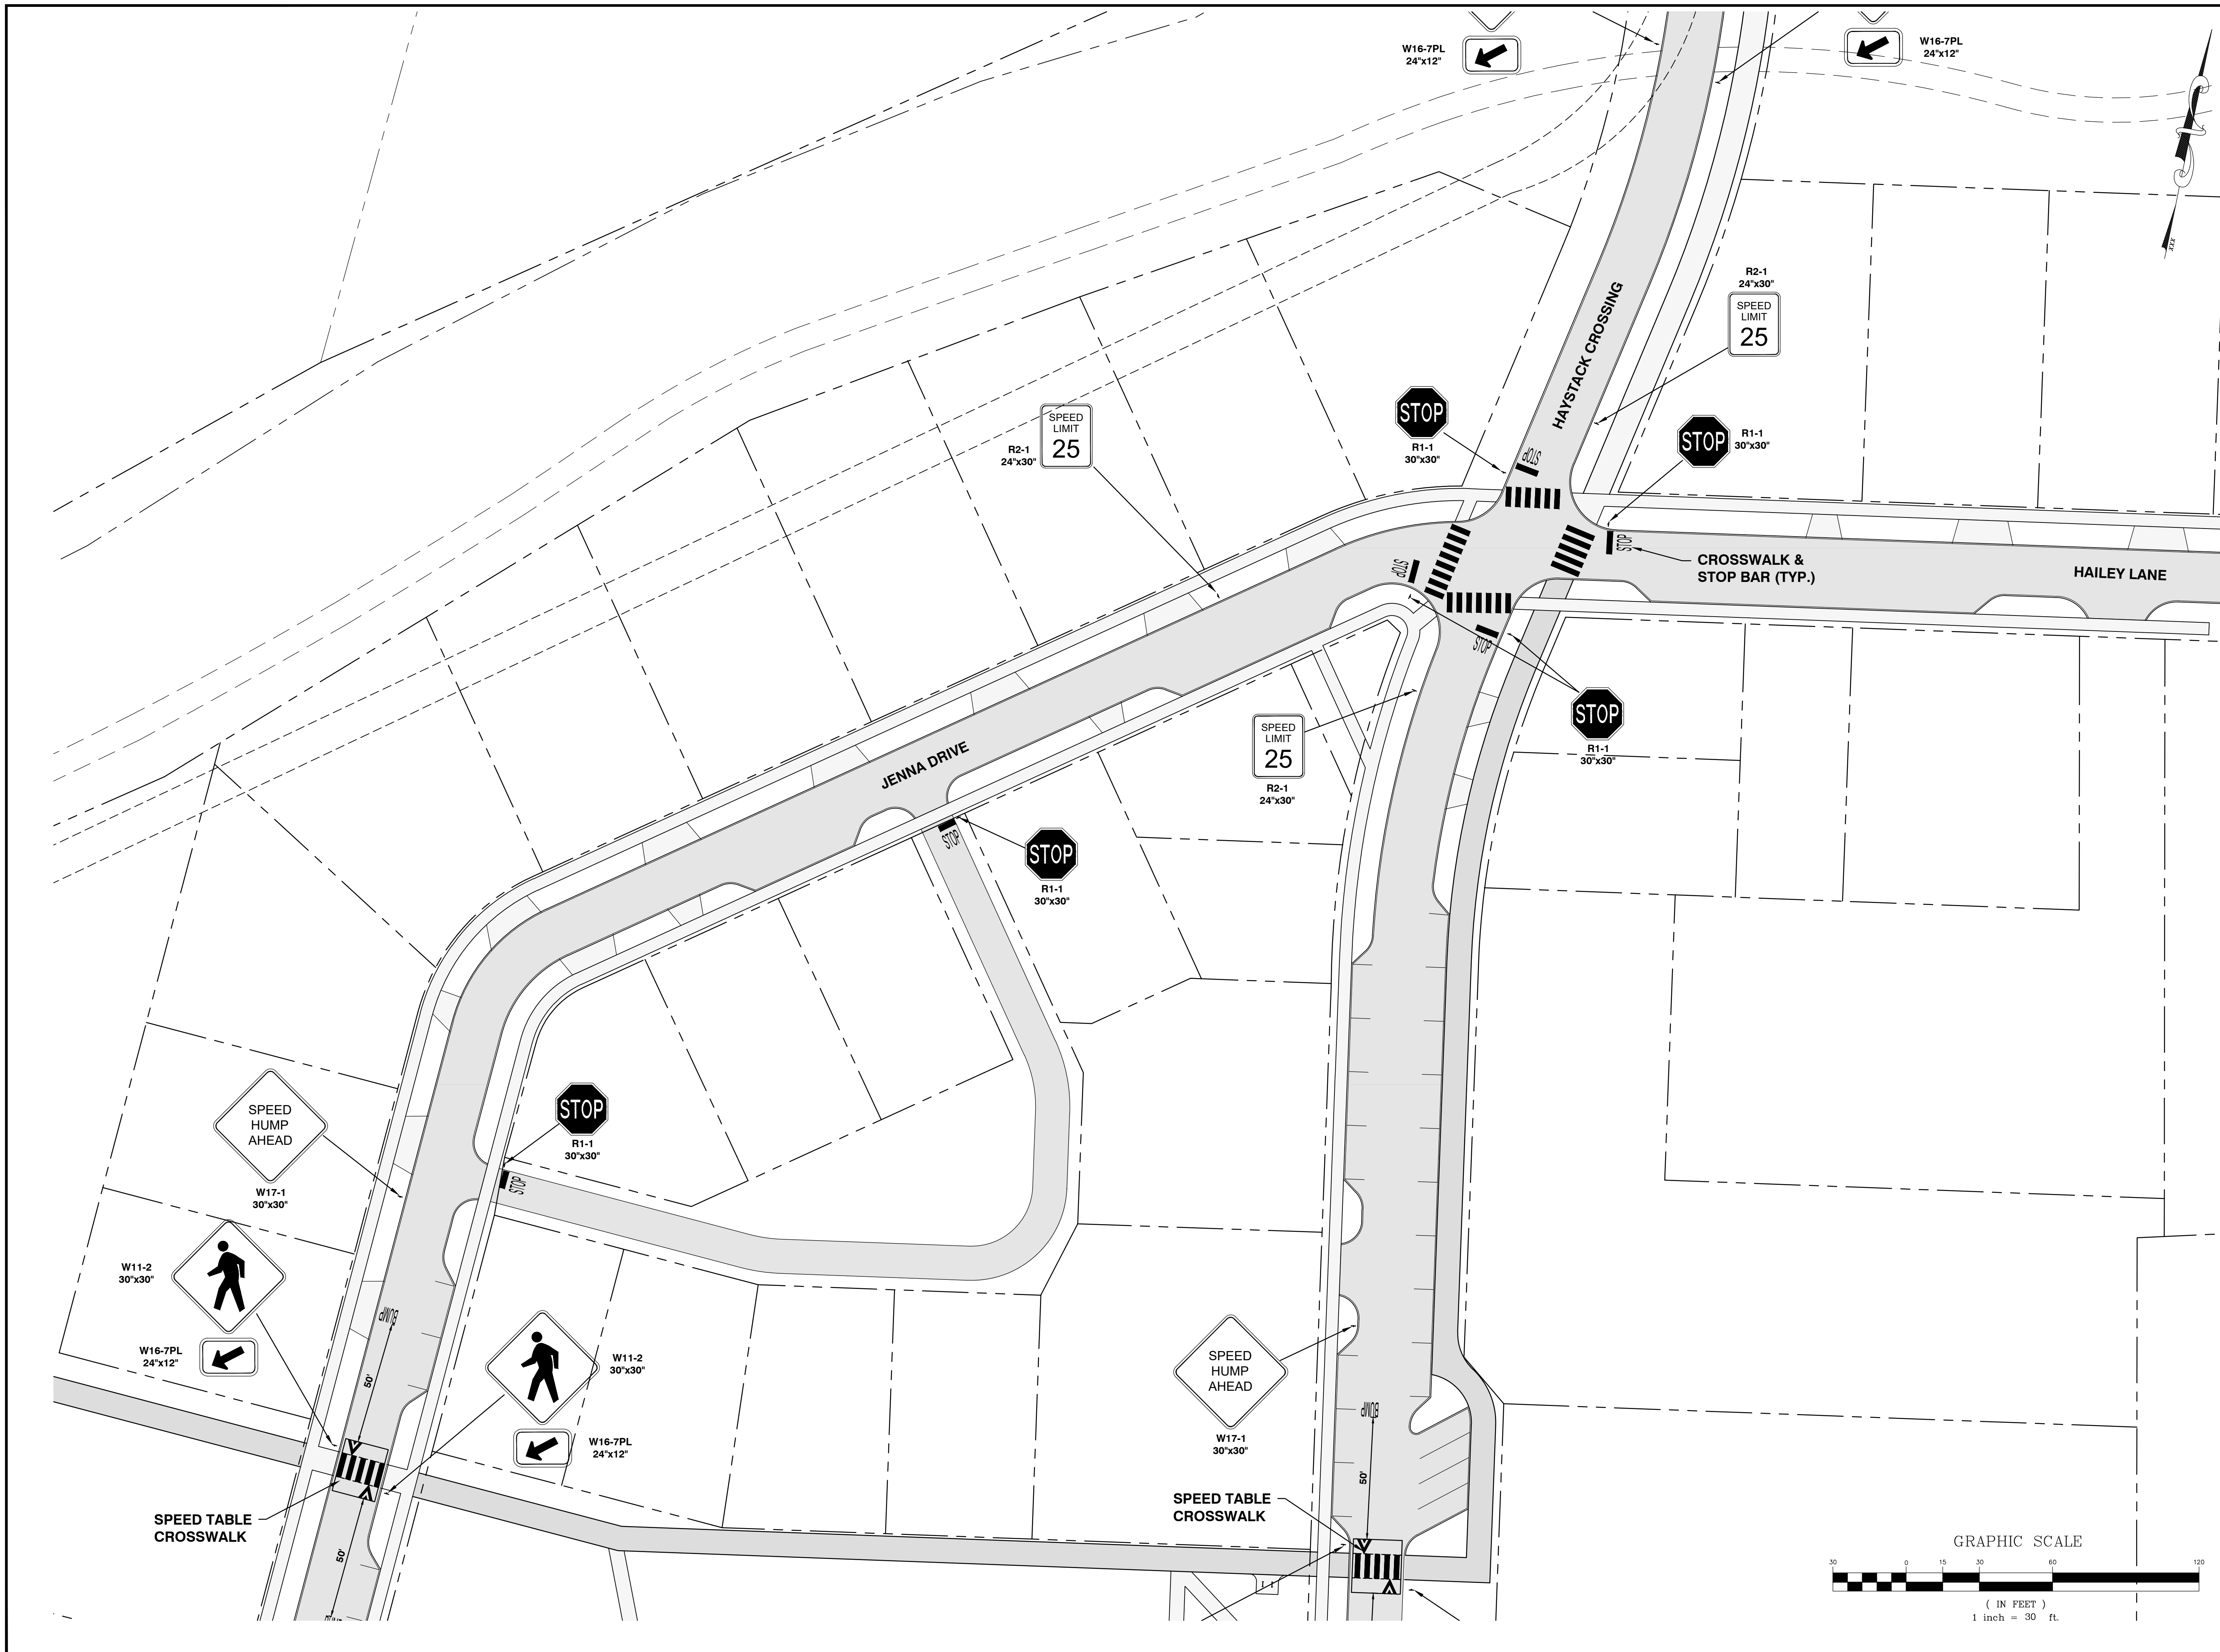 W16-7PL
24"x12"
W16-7PL
24"x12"
XXX
R2-1
24"x30"
SPEED
LIMIT
25
HAYSTACK CROSSING
SPEED
LIMIT
25
R2-1
24"x30"
STOP
R1-1
30"x30"
STOP
STOP
R1-1
30"x30"
STOP
CROSSWALK &
STOP BAR (TYP.)
HAILEY LANE
STOP
STOP
STOP
R1-1
30"x30"
SPEED
LIMIT
25
R2-1
24"x30"
JENNA DRIVE
STOP
STOP
R1-1
30"x30"
SPEED
HUMP
AHEAD
W17-1
30"x30"
STOP
R1-1
30"x30"
STOP
W11-2
30"x30"
W16-7PL
24"x12"
BUMP
50'
W11-2
30"x30"
W16-7PL
24"x12"
SPEED TABLE
CROSSWALK
50'
SPEED
HUMP
AHEAD
W17-1
30"x30"
BUMP
50'
SPEED TABLE
CROSSWALK
GRAPHIC SCALE
30 0 15 30 60 120
( IN FEET )
1 inch = 30 ft.